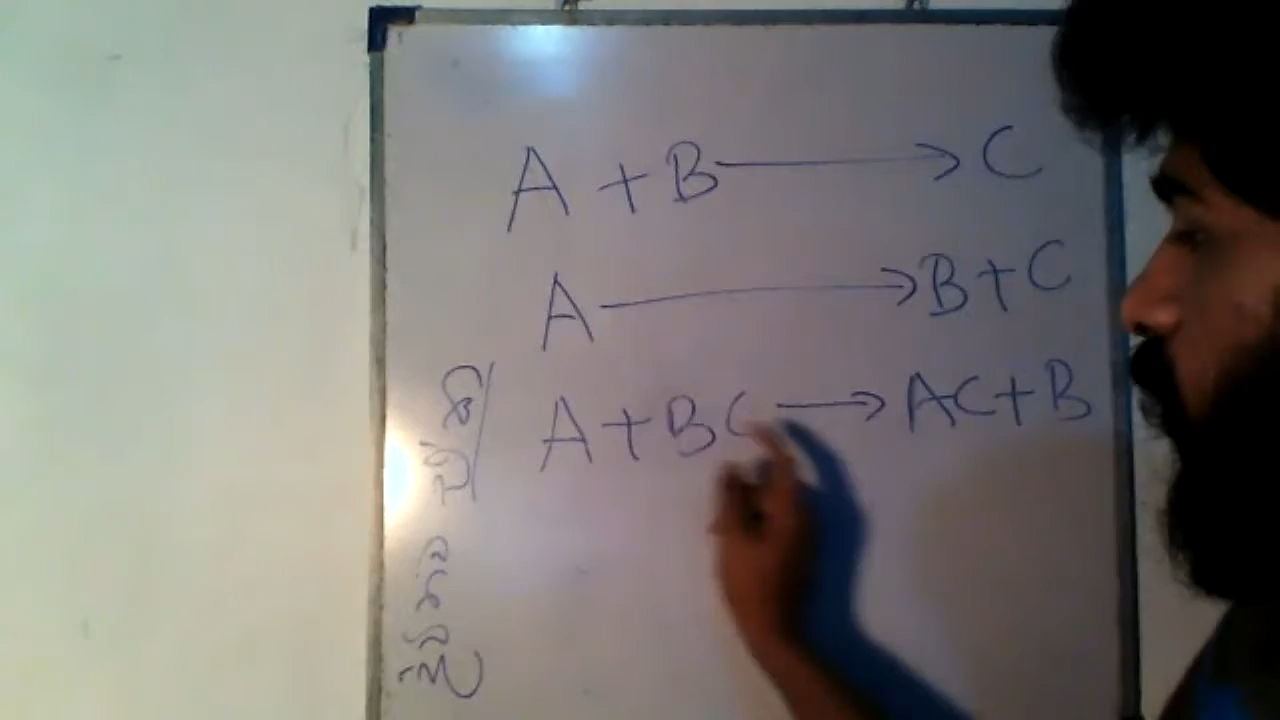 A + B ⟶ C
A ⟶ B + C
A + BC ⟶ AC + B